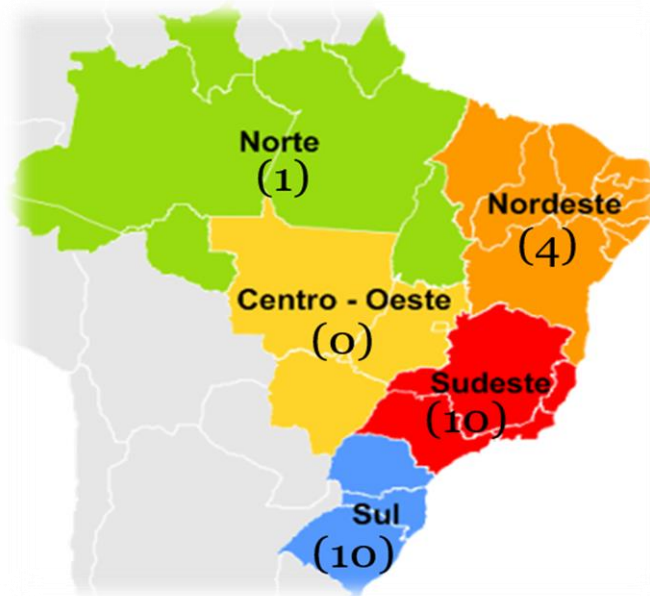 Norte
(1)
Nordeste
(4)
Centro - Oeste
(0)
Sudeste
(10)
Sul
(10)